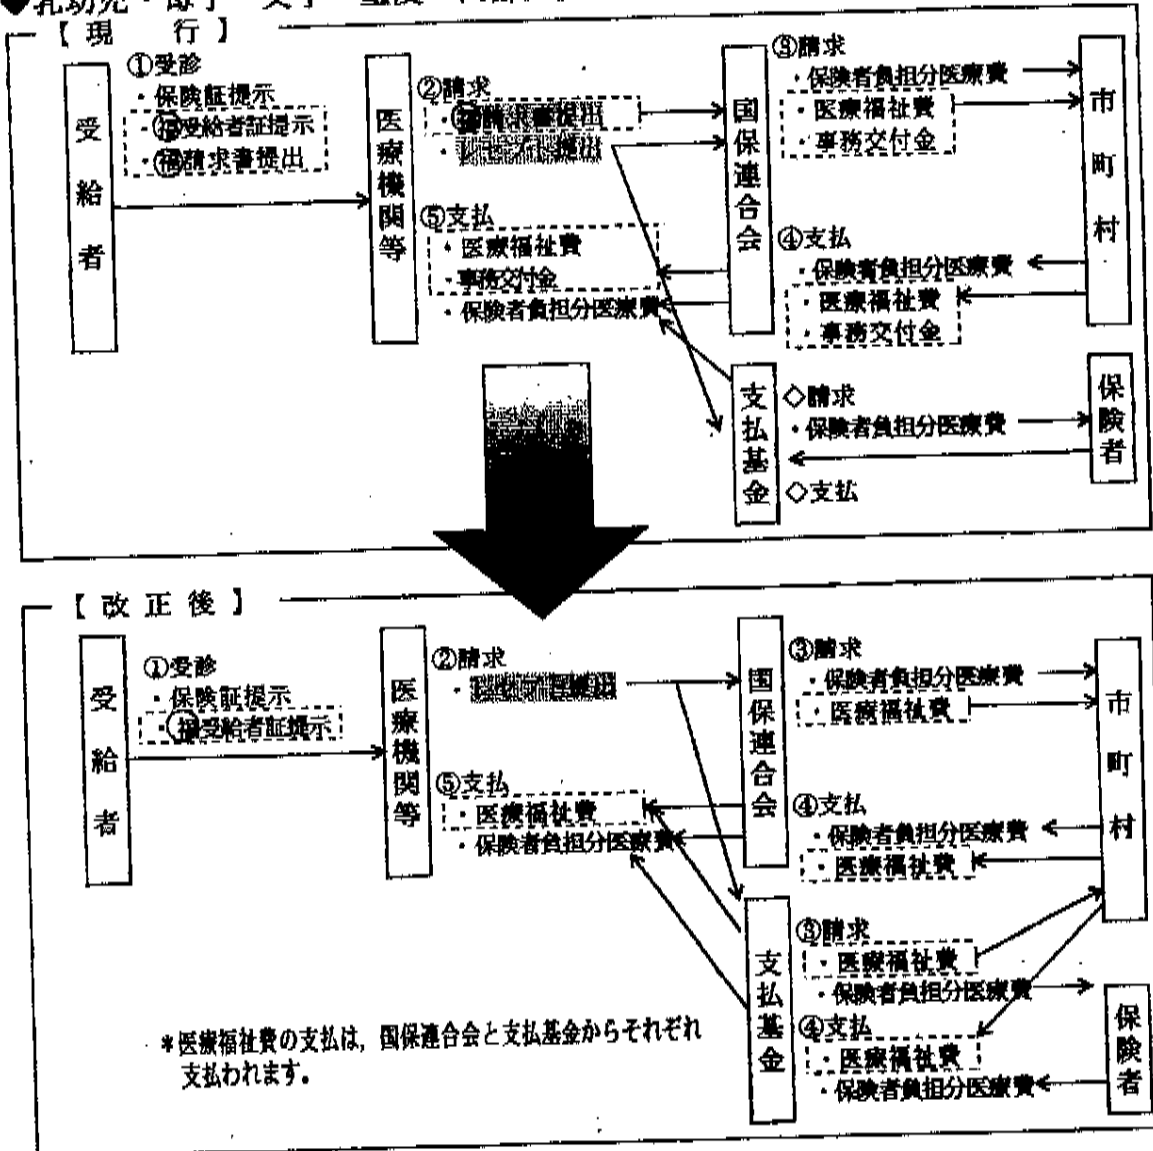 【現 行】
受給者
①受診
・保険証提示
・福受給者証提示
・福請求書提出
医療機関等
②請求
・福請求書提出
提出
⑤支払
・医療福祉費
・事務交付金
・保険者負担分医療費
国保連合会
③請求
・保険者負担分医療費
・医療福祉費
・事務交付金
④支払
・保険者負担分医療費
・医療福祉費
・事務交付金
市町村
支払基金
◇請求
・保険者負担分医療費
◇支払
保険者
【改正後】
受給者
①受診
・保険証提示
・福受給者証提示
医療機関等
②請求
提出
⑤支払
・医療福祉費
・保険者負担分医療費
国保連合会
③請求
・保険者負担分医療費
・医療福祉費
④支払
・保険者負担分医療費
・医療福祉費
市町村
支払基金
③請求
・医療福祉費
・保険者負担分医療費
④支払
・医療福祉費
・保険者負担分医療費
保険者
*医療福祉費の支払は，国保連合会と支払基金からそれぞれ
支払われます。